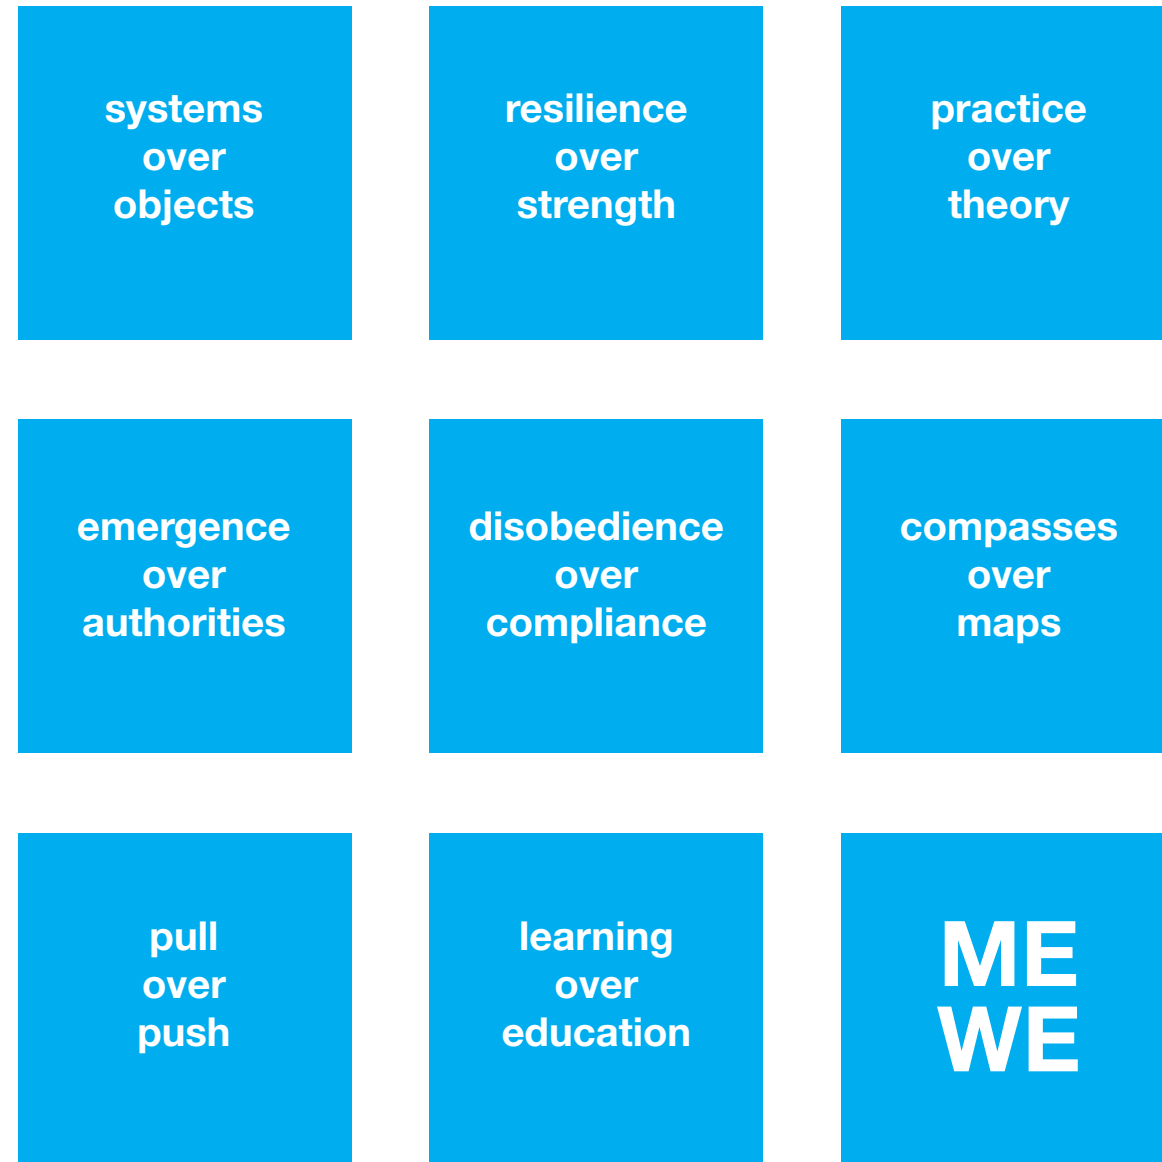 systems
over
objects
resilience
over
strength
practice
over
theory
emergence
over
authorities
disobedience
over
compliance
compasses
over
maps
pull
over
push
learning
over
education
ME
WE